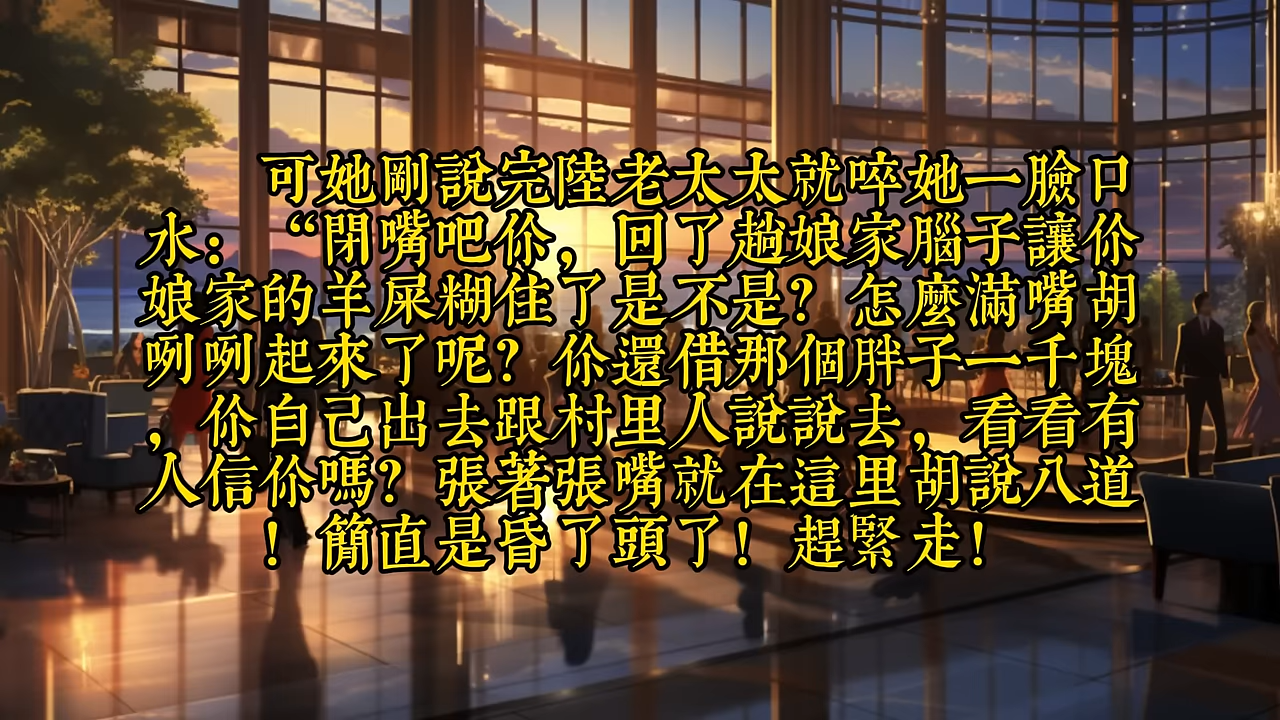 可她剛說完陸老太太就啐她一臉口
水：“閉嘴吧你，回了趟娘家腦子讓你
娘家的羊屎糊住了是不是？怎麼滿嘴胡
咧咧起來了呢？你還借那個胖子一千塊
，你自己出去跟村里人說說去，看看有
人信你嗎？張著張嘴就在這里胡說八道
！簡直是昏了頭了！趕緊走！